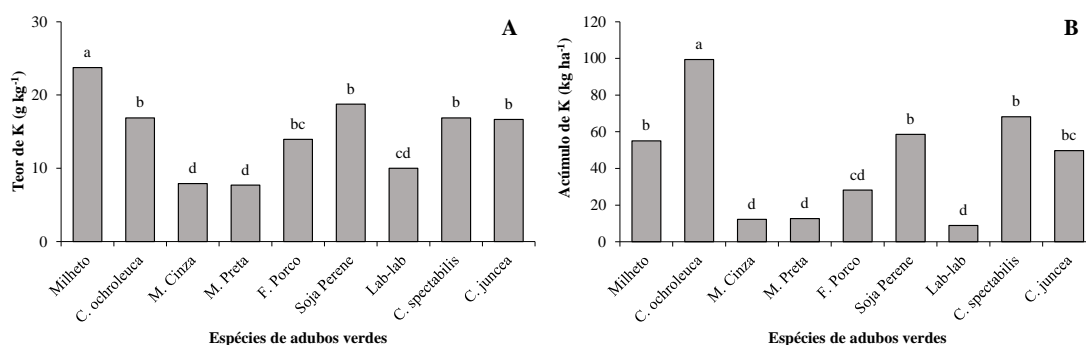 A
Teor de K (g kg⁻¹)
30
20
10
0
a
b
d
d
bc
b
cd
b
b
Milheto
C. ochroleuca
M. Cinza
M. Preta
F. Porco
Soja Perene
Lab-lab
C. spectabilis
C. juncea
Espécies de adubos verdes
B
Acúmulo de K (kg ha⁻¹)
120
100
80
60
40
20
0
b
a
d
d
cd
b
d
b
bc
Milheto
C. ochroleuca
M. Cinza
M. Preta
F. Porco
Soja Perene
Lab-lab
C. spectabilis
C. juncea
Espécies de adubos verdes